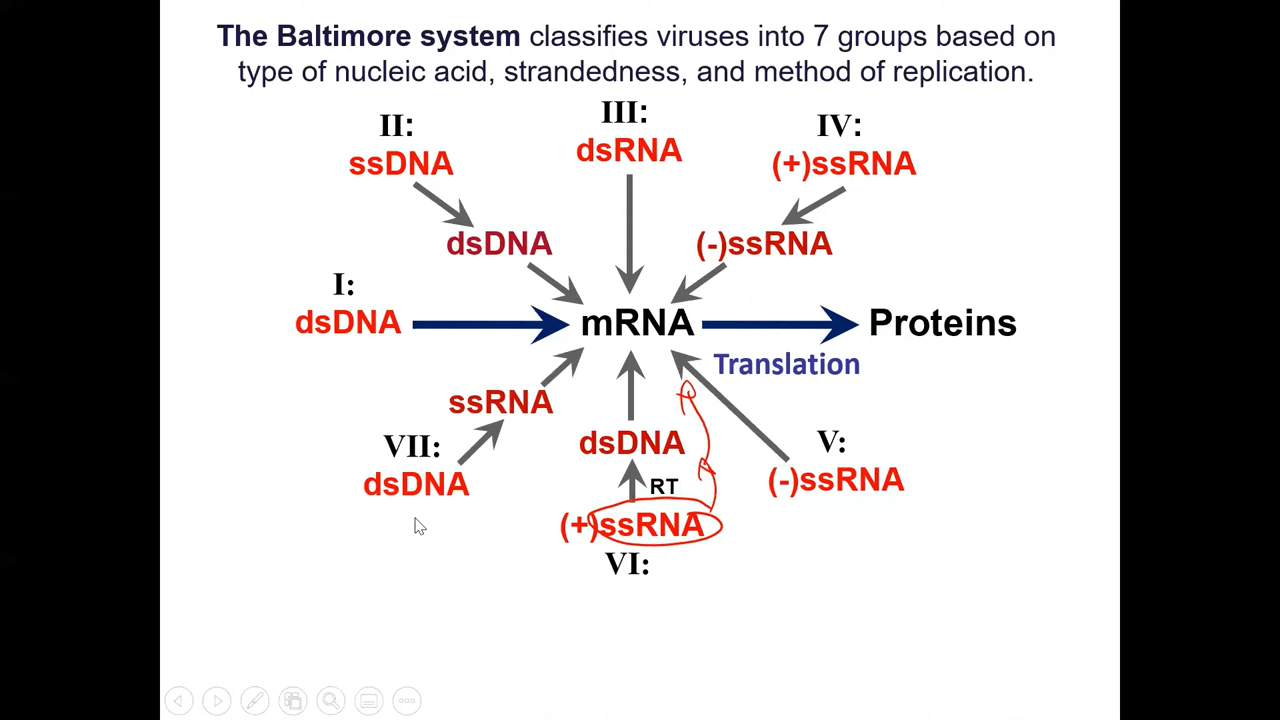 The Baltimore system classifies viruses into 7 groups based on
type of nucleic acid, strandedness, and method of replication.
II:
ssDNA
III:
dsRNA
IV:
(+)ssRNA
dsDNA
(-)ssRNA
I:
dsDNA
mRNA
Proteins
Translation
ssRNA
VII:
dsDNA
dsDNA
RT
(+)ssRNA
VI:
V:
(-)ssRNA